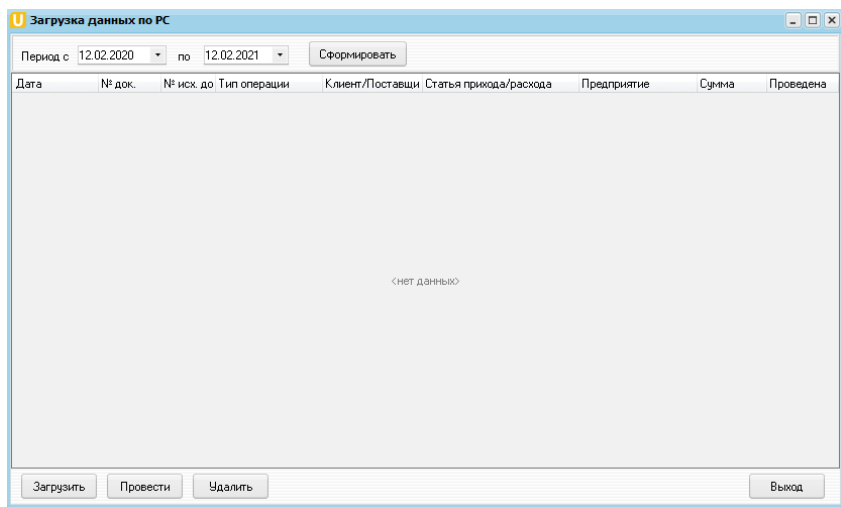 U Загрузка данных по РС
Период с 12.02.2020 по 12.02.2021 Сформировать
Дата № док. № исх. до Тип операции Клиент/Поставщи Статья прихода/расхода Предприятие Сумма Проведена
<нет данных>
Загрузить Провести Удалить Выход